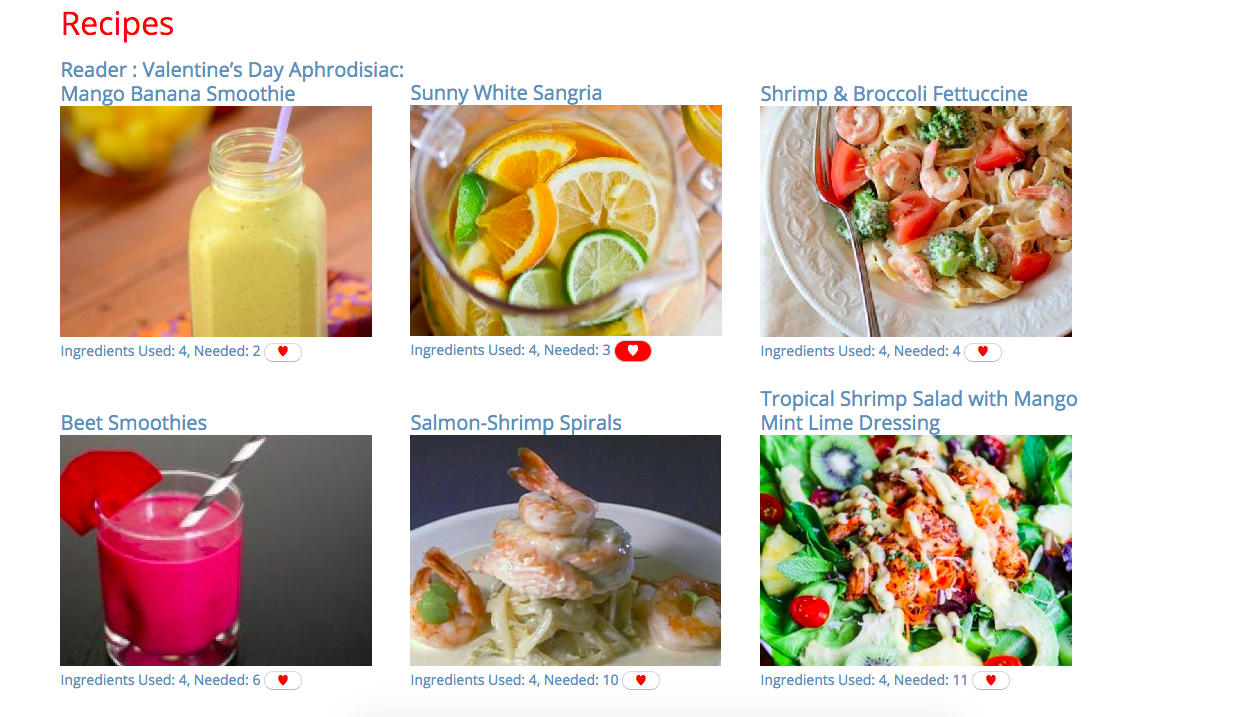 Recipes
Reader : Valentine’s Day Aphrodisiac:
Mango Banana Smoothie
Sunny White Sangria
Shrimp & Broccoli Fettuccine
Ingredients Used: 4, Needed: 2
Ingredients Used: 4, Needed: 3
Ingredients Used: 4, Needed: 4
Beet Smoothies
Salmon-Shrimp Spirals
Tropical Shrimp Salad with Mango
Mint Lime Dressing
Ingredients Used: 4, Needed: 6
Ingredients Used: 4, Needed: 10
Ingredients Used: 4, Needed: 11